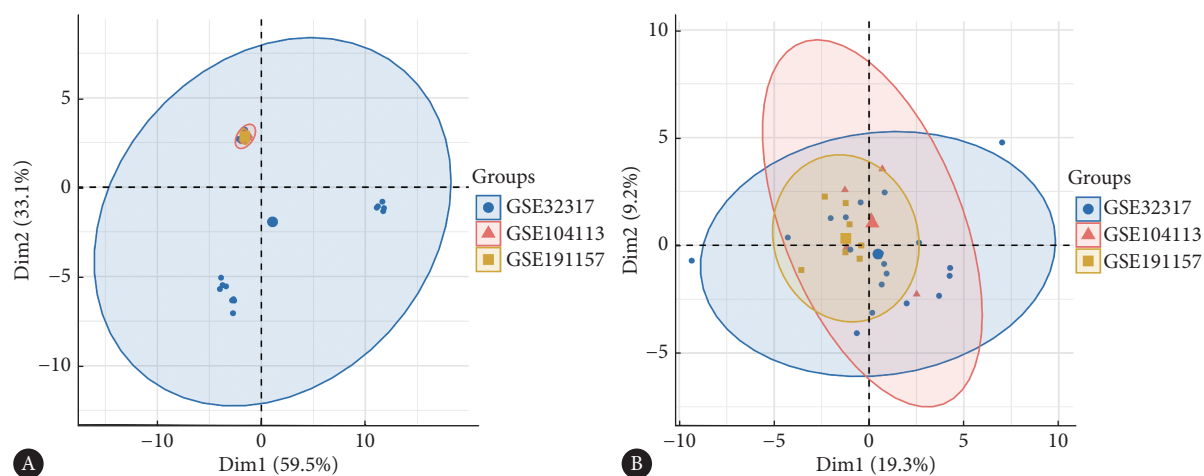 5
0
−5
−10
Dim2 (33.1%)
−10
0
10
Dim1 (59.5%)
Groups
GSE32317
GSE104113
GSE191157
A
10
5
0
−5
Dim2 (9.2%)
−10
−5
0
5
10
Dim1 (19.3%)
Groups
GSE32317
GSE104113
GSE191157
B